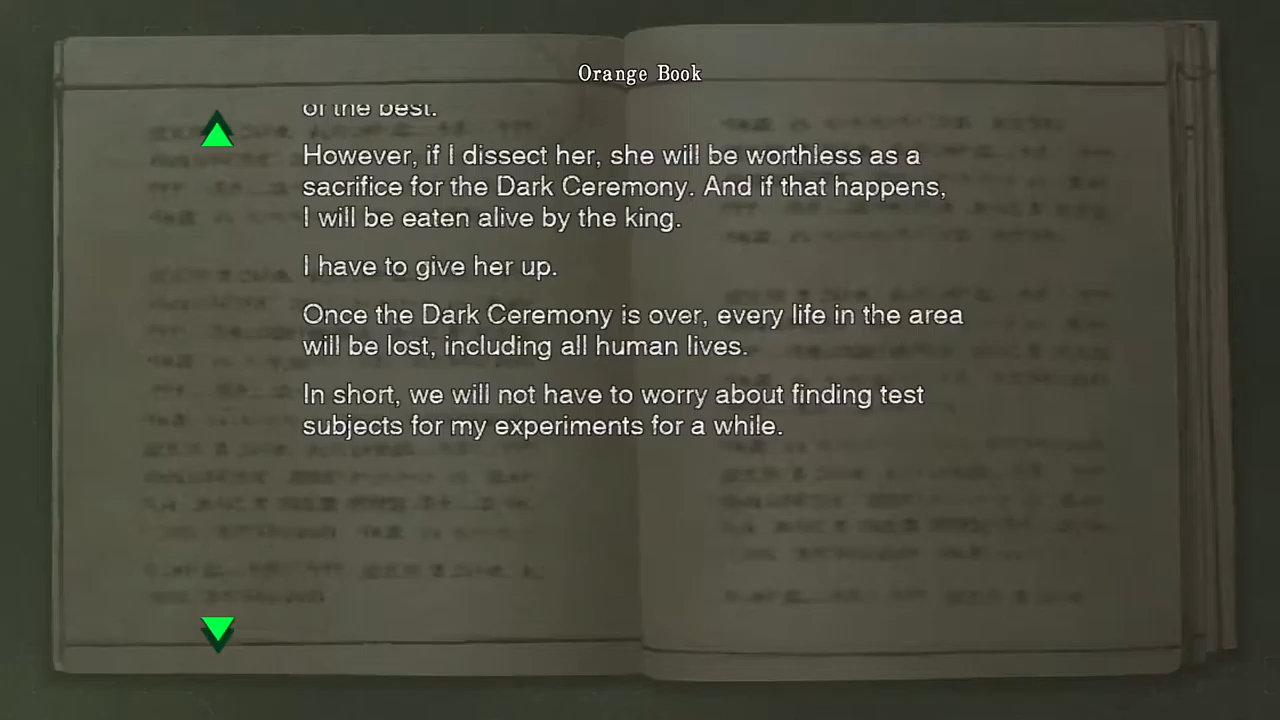 Orange Book
of the best.
However, if I dissect her, she will be worthless as a
sacrifice for the Dark Ceremony. And if that happens,
I will be eaten alive by the king.
I have to give her up.
Once the Dark Ceremony is over, every life in the area
will be lost, including all human lives.
In short, we will not have to worry about finding test
subjects for my experiments for a while.